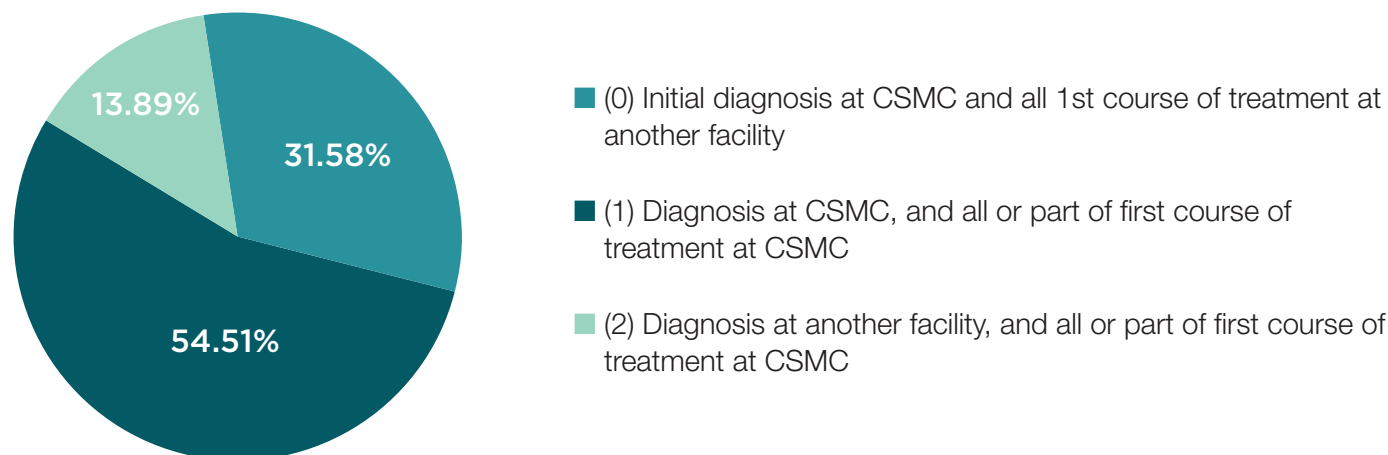 13.89%
31.58%
54.51%
(0) Initial diagnosis at CSMC and all 1st course of treatment at
another facility
(1) Diagnosis at CSMC, and all or part of first course of
treatment at CSMC
(2) Diagnosis at another facility, and all or part of first course of
treatment at CSMC